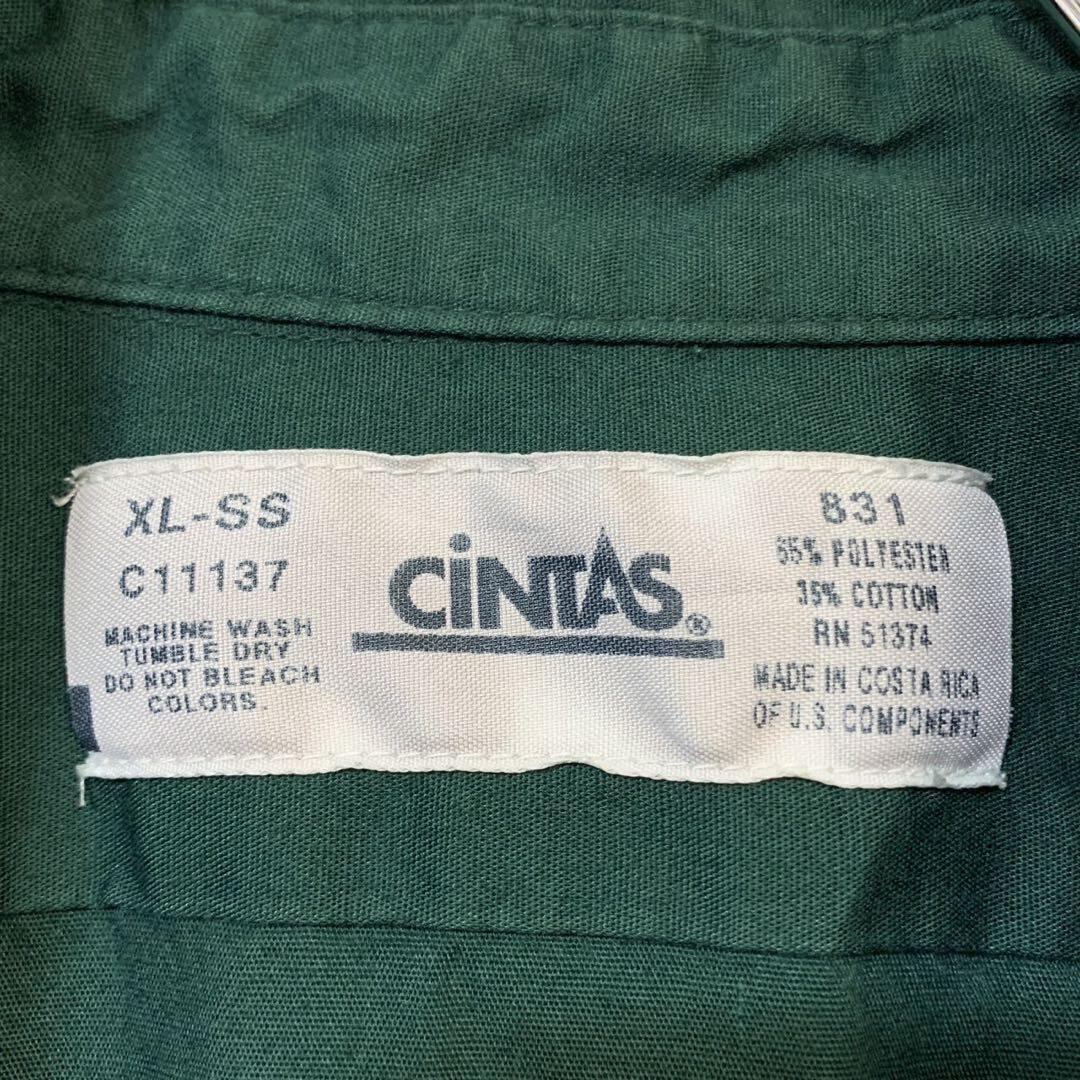 XL-SS
C11137
MACHINE WASH
TUMBLE DRY
DO NOT BLEACH
COLORS.
CiNTAS®
831
65% POLYESTER
35% COTTON
RN 51374
MADE IN COSTA RICA
OF U.S. COMPONENTS